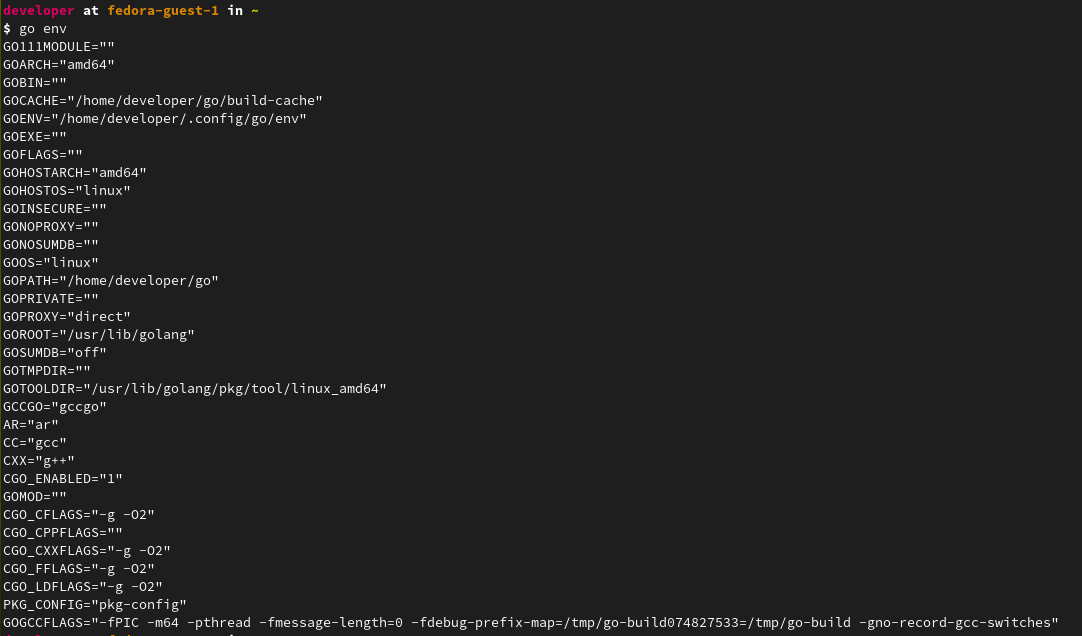 developer at fedora-guest-1 in ~
$ go env
GO111MODULE=""
GOARCH="amd64"
GOBIN=""
GOCACHE="/home/developer/go/build-cache"
GOENV="/home/developer/.config/go/env"
GOEXE=""
GOFLAGS=""
GOHOSTARCH="amd64"
GOHOSTOS="linux"
GOINSECURE=""
GONOPROXY=""
GONOSUMDB=""
GOOS="linux"
GOPATH="/home/developer/go"
GOPRIVATE=""
GOPROXY="direct"
GOROOT="/usr/lib/golang"
GOSUMDB="off"
GOTMPDIR=""
GOTOOLDIR="/usr/lib/golang/pkg/tool/linux_amd64"
GCCGO="gccgo"
AR="ar"
CC="gcc"
CXX="g++"
CGO_ENABLED="1"
GOMOD=""
CGO_CFLAGS="-g -O2"
CGO_CPPFLAGS=""
CGO_CXXFLAGS="-g -O2"
CGO_FFLAGS="-g -O2"
CGO_LDFLAGS="-g -O2"
PKG_CONFIG="pkg-config"
GOGCCFLAGS="-fPIC -m64 -pthread -fmessage-length=0 -fdebug-prefix-map=/tmp/go-build074827533=/tmp/go-build -gno-record-gcc-switches"